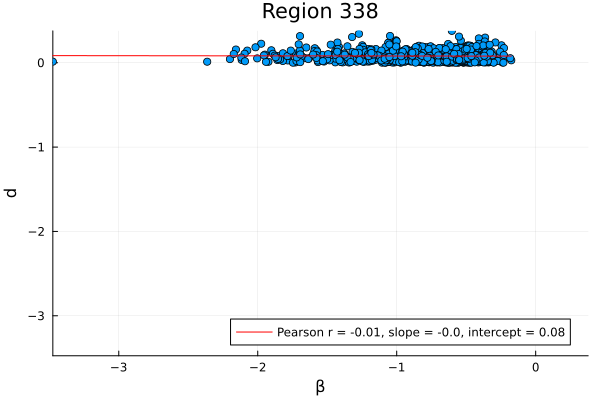 Region 338
d
0
−1
−2
−3
Pearson r = -0.01, slope = -0.0, intercept = 0.08
−3 −2 −1 0
β